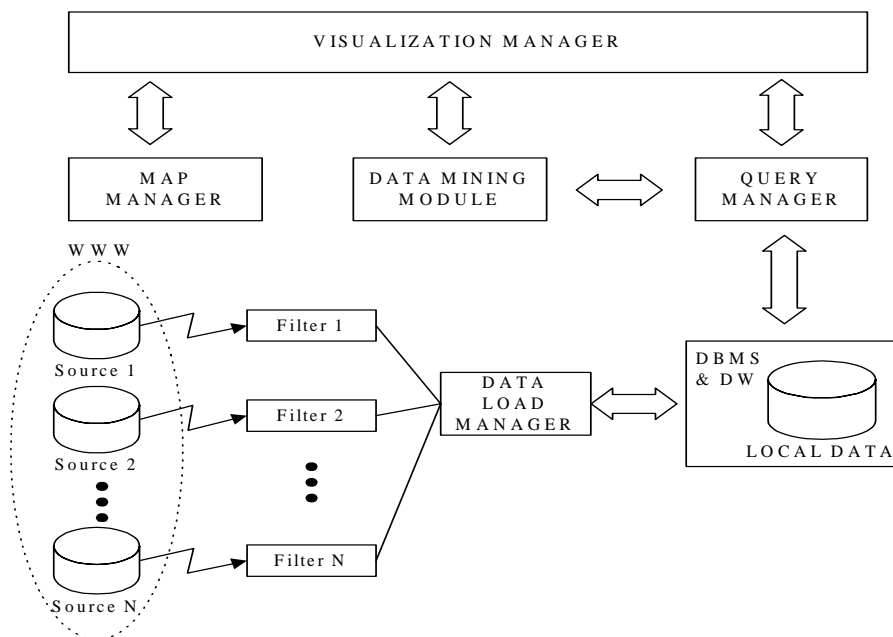 VISUALIZATION MANAGER
MAP
MANAGER
DATA MINING
MODULE
QUERY
MANAGER
WWW
Source 1
Filter 1
Source 2
Filter 2
Source N
Filter N
DATA
LOAD
MANAGER
DBMS
& DW
LOCAL DATA